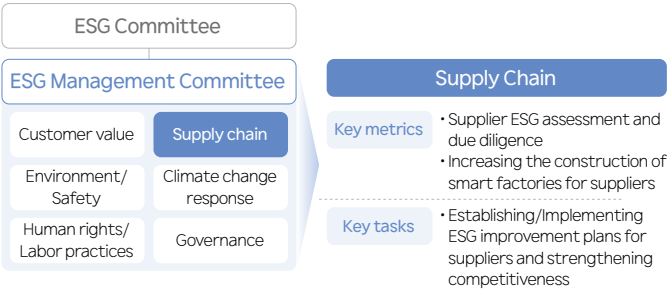 ESG Committee
ESG Management Committee
Customer value
Supply chain
Environment/
Safety
Climate change
response
Human rights/
Labor practices
Governance
Supply Chain
Key metrics
• Supplier ESG assessment and
due diligence
• Increasing the construction of
smart factories for suppliers
Key tasks
• Establishing/Implementing
ESG improvement plans for
suppliers and strengthening
competitiveness